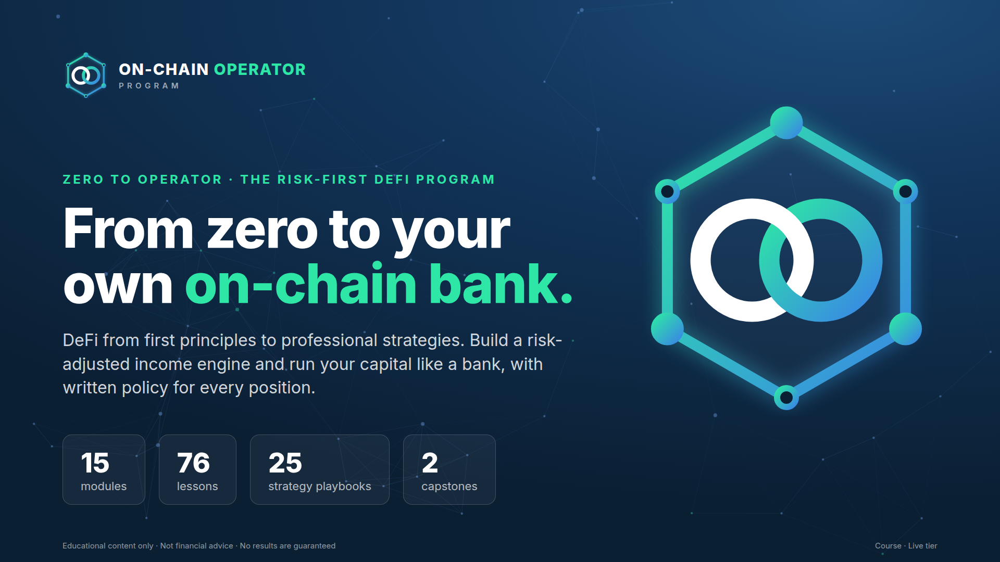 ON-CHAIN OPERATOR
PROGRAM
ZERO TO OPERATOR · THE RISK-FIRST DEFI PROGRAM
From zero to your
own on-chain bank.
DeFi from first principles to professional strategies. Build a risk-
adjusted income engine and run your capital like a bank, with
written policy for every position.
15
modules
76
lessons
25
strategy playbooks
2
capstones
Educational content only · Not financial advice · No results are guaranteed
Course · Live tier